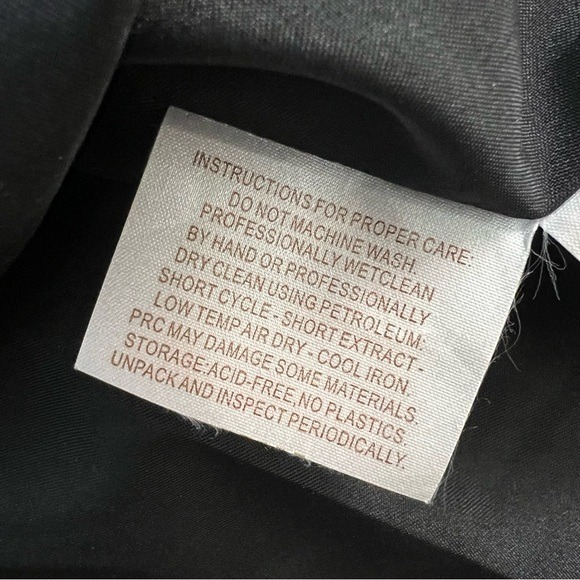 INSTRUCTIONS FOR PROPER CARE:
DO NOT MACHINE WASH.
PROFESSIONALLY WETCLEAN
BY HAND OR PROFESSIONALLY
DRY CLEAN USING PETROLEUM:
SHORT CYCLE - SHORT EXTRACT -
LOW TEMP AIR DRY - COOL IRON.
PRC MAY DAMAGE SOME MATERIALS.
STORAGE:ACID-FREE,NO PLASTICS.
UNPACK AND INSPECT PERIODICALLY.